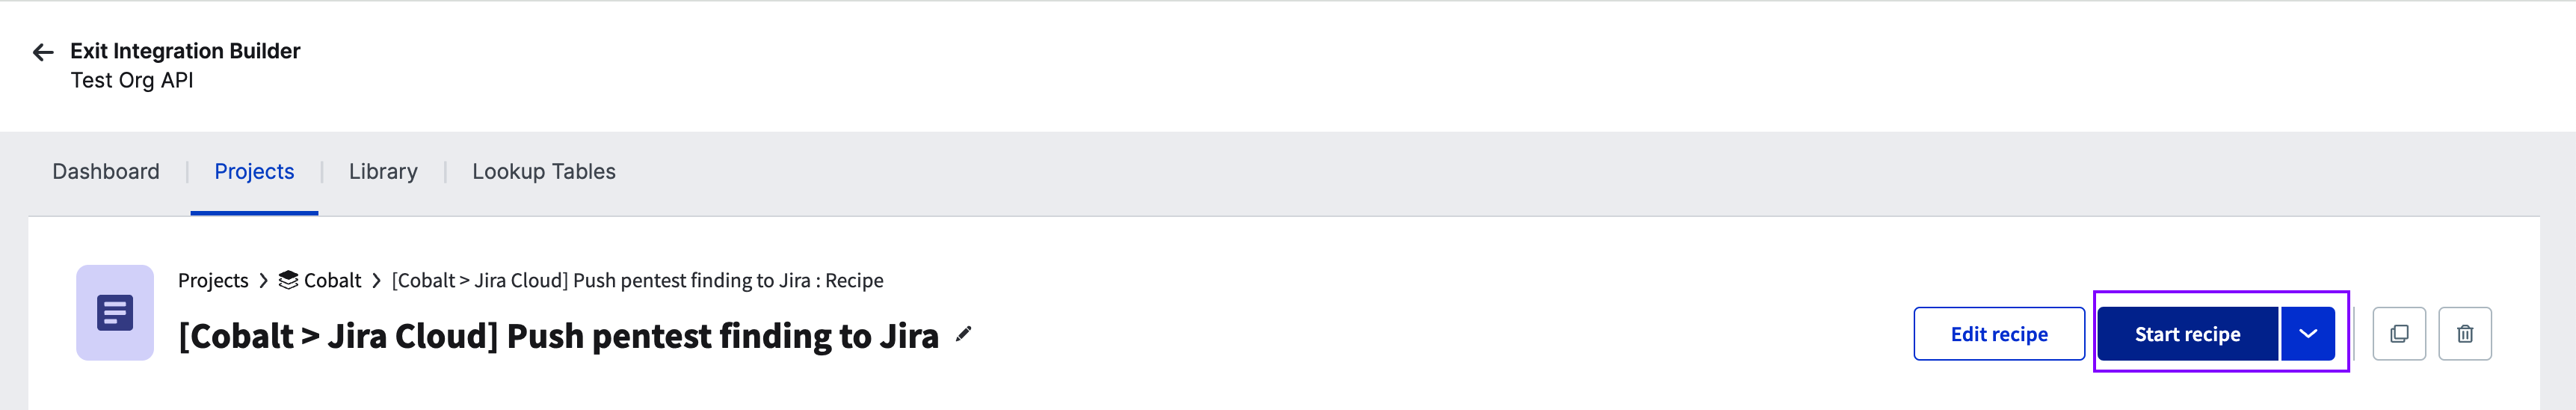 Exit Integration Builder
Test Org API
Dashboard | Projects | Library | Lookup Tables
Projects > Cobalt > [Cobalt > Jira Cloud] Push pentest finding to Jira : Recipe
[Cobalt > Jira Cloud] Push pentest finding to Jira
Edit recipe
Start recipe